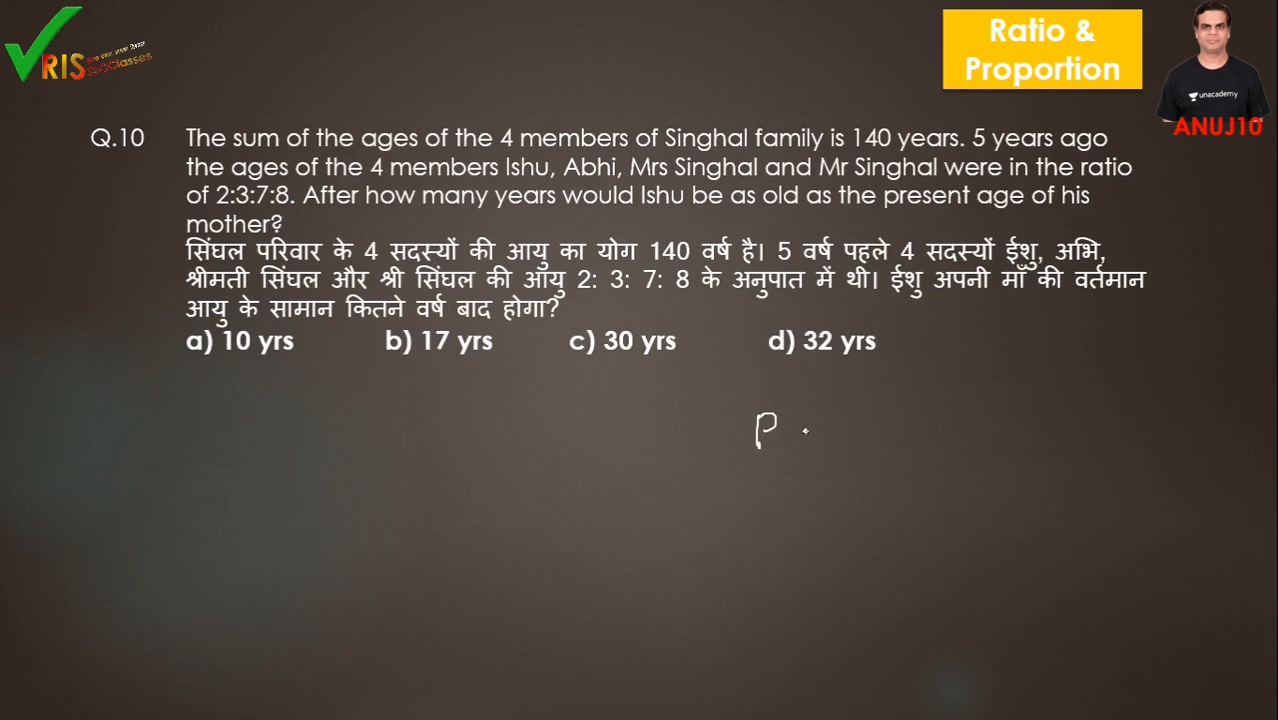 RIS
Ratio &
Proportion
unacademy
ANUJ10
Q.10 The sum of the ages of the 4 members of Singhal family is 140 years. 5 years ago
the ages of the 4 members Ishu, Abhi, Mrs Singhal and Mr Singhal were in the ratio
of 2:3:7:8. After how many years would Ishu be as old as the present age of his
mother?
सिंघल परिवार के 4 सदस्यों की आयु का योग 140 वर्ष है। 5 वर्ष पहले 4 सदस्यों ईशु, अभि,
श्रीमती सिंघल और श्री सिंघल की आयु 2: 3: 7: 8 के अनुपात में थी। ईशु अपनी माँ की वर्तमान
आयु के सामान कितने वर्ष बाद होगा?
a) 10 yrs b) 17 yrs c) 30 yrs d) 32 yrs
P .